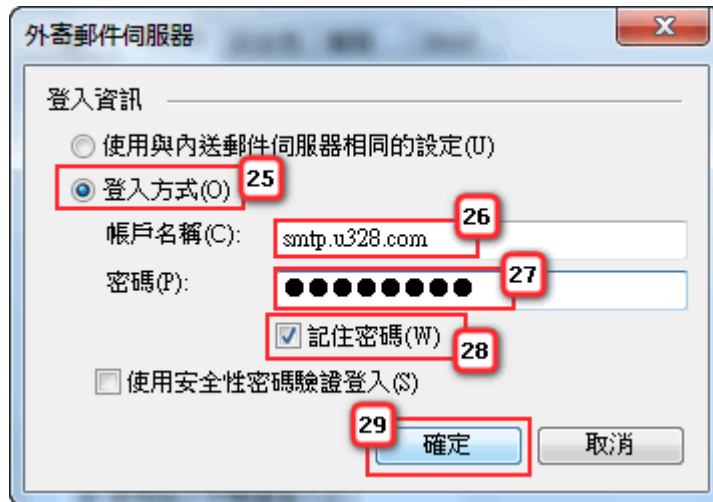 外寄郵件伺服器
登入資訊
使用與內送郵件伺服器相同的設定(U)
登入方式(O) 25
26
帳戶名稱(C): smtp.u328.com
密碼(P): ●●●●●●●● 27
記住密碼(W) 28
使用安全性密碼驗證登入(S)
29
確定 取消